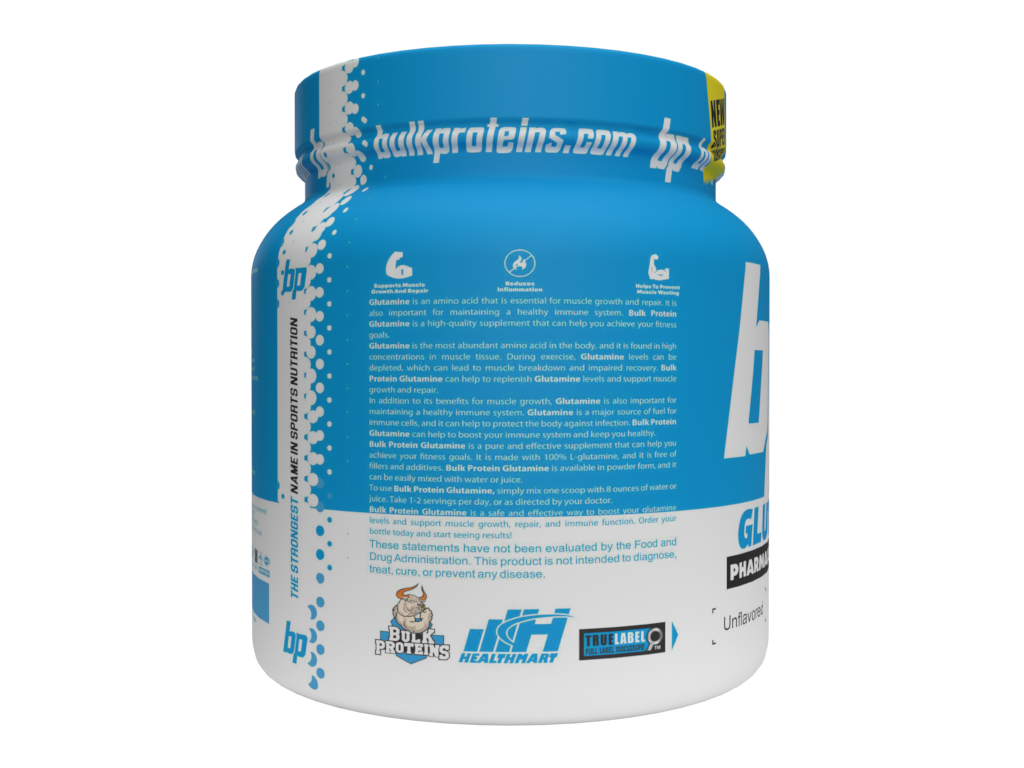 NEW
bulkproteins.com
bp
bp
Supports Muscle
Growth And Repair
Reduces
Inflammation
Helps To Prevent
Muscle Wasting
Glutamine is an amino acid that is essential for muscle growth and repair. It is
also important for maintaining a healthy immune system. Bulk Protein
Glutamine is a high-quality supplement that can help you achieve your fitness
goals.
Glutamine is the most abundant amino acid in the body, and it is found in high
concentrations in muscle tissue. During exercise, Glutamine levels can be
depleted, which can lead to muscle breakdown and impaired recovery. Bulk
Protein Glutamine can help to replenish Glutamine levels and support muscle
growth and repair.
In addition to its benefits for muscle growth, Glutamine is also important for
maintaining a healthy immune system. Glutamine is a major source of fuel for
immune cells, and it can help to protect the body against infection. Bulk Protein
Glutamine can help to boost your immune system and keep you healthy.
Bulk Protein Glutamine is a pure and effective supplement that can help you
achieve your fitness goals. It is made with 100% L-glutamine, and it is free of
fillers and additives. Bulk Protein Glutamine is available in powder form, and it
can be easily mixed with water or juice.
To use Bulk Protein Glutamine, simply mix one scoop with 8 ounces of water or
juice. Take 1-2 servings per day, or as directed by your doctor.
Bulk Protein Glutamine is a safe and effective way to boost your glutamine
levels and support muscle growth, repair, and immune function. Order your
bottle today and start seeing results!
These statements have not been evaluated by the Food and
Drug Administration. This product is not intended to diagnose,
treat, cure, or prevent any disease.
BULK
PROTEINS
HEALTHMART
TRUELABEL
FULL LABEL DISCLOSURE
TM
THE STRONGEST NAME IN SPORTS NUTRITION
bp
GLU
PHARMA
Unflavored